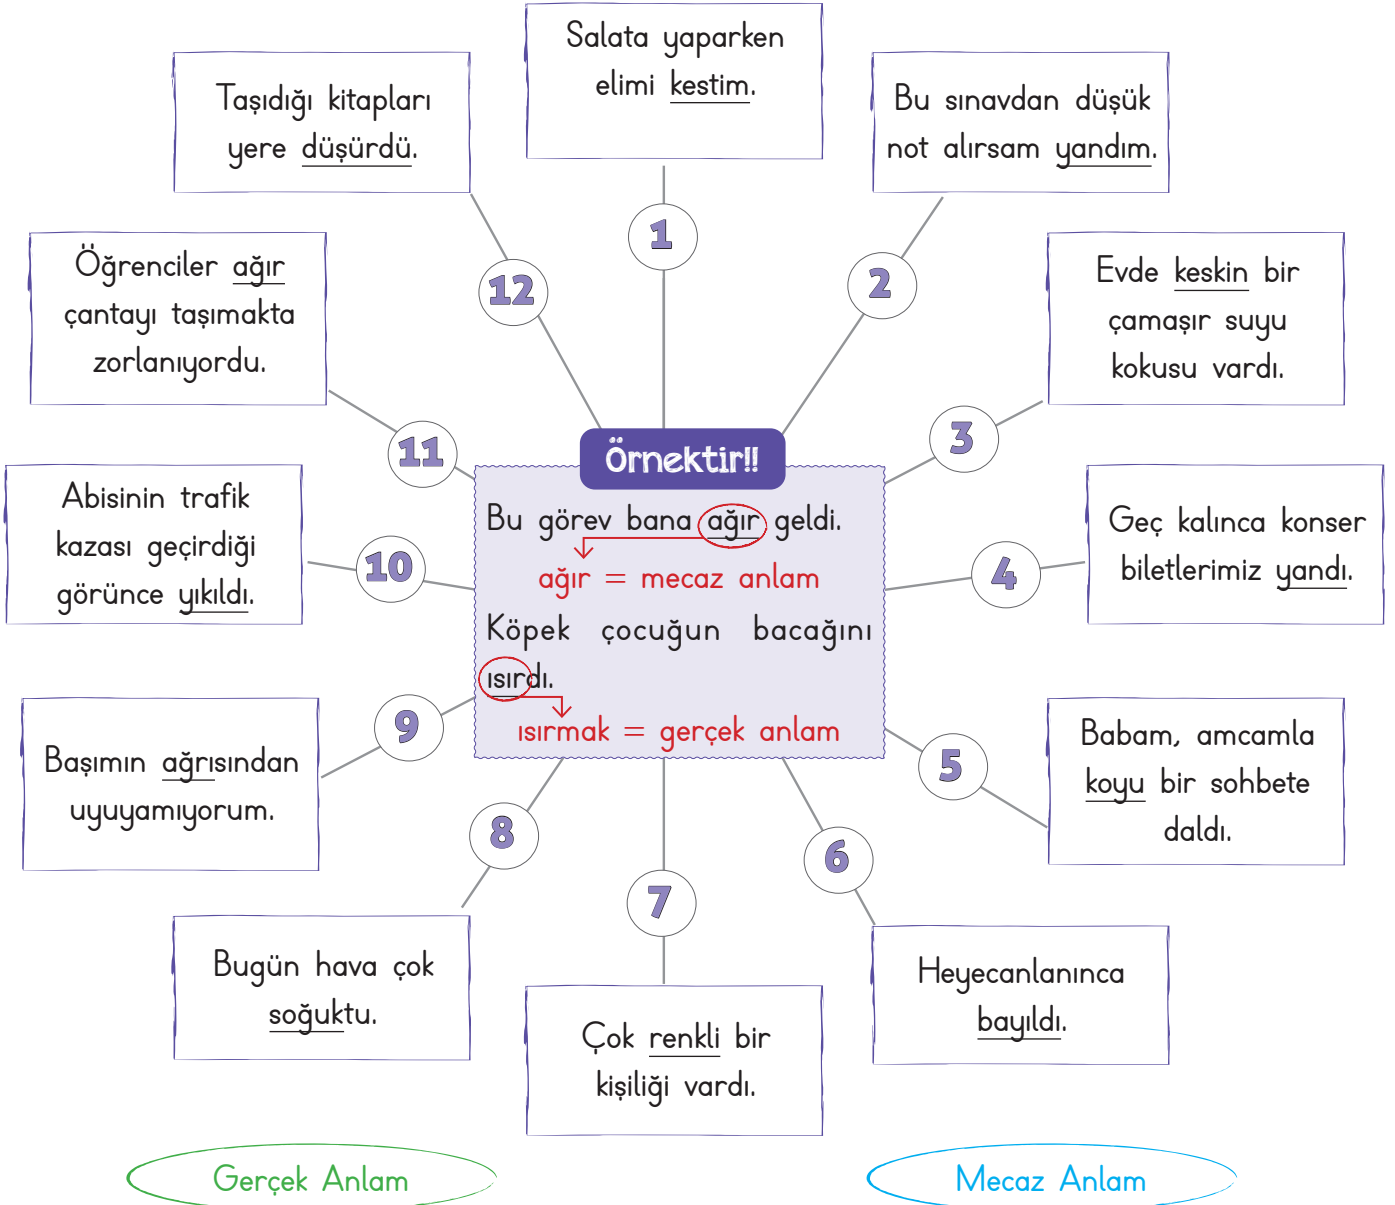 Salata yaparken
elimi kestim.
1
Bu sınavdan düşük
not alırsam yandım.
2
Evde keskin bir
çamaşır suyu
kokusu vardı.
3
Geç kalınca konser
biletlerimiz yandı.
4
Babam, amcamla
koyu bir sohbete
daldı.
5
Heyecanlanınca
bayıldı.
6
Çok renkli bir
kişiliği vardı.
7
Bugün hava çok
soğuktu.
8
Başımın ağrısından
uyuyamıyorum.
9
Abisinin trafik
kazası geçirdiği
görünce yıkıldı.
10
Öğrenciler ağır
çantayı taşımakta
zorlanıyordu.
11
Taşıdığı kitapları
yere düşürdü.
12
Örnektir!!
Bu görev bana ağır geldi.
ağır = mecaz anlam
Köpek çocuğun bacağını
ısırdı.
ısırmak = gerçek anlam
Gerçek Anlam
Mecaz Anlam